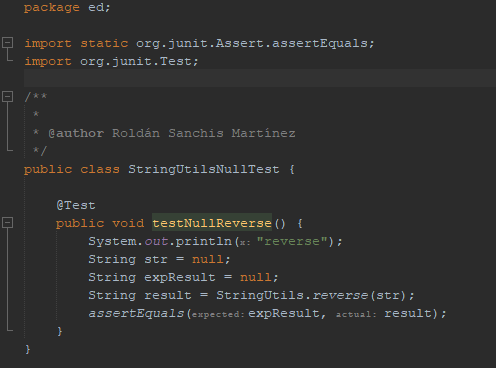 package ed;
import static org.junit.Assert.assertEquals;
import org.junit.Test;
/**
 *
 * @author Roldán Sanchis Martínez
 */
public class StringUtilsNullTest {
    @Test
    public void testNullReverse() {
        System.out.println(x: "reverse");
        String str = null;
        String expResult = null;
        String result = StringUtils.reverse(str);
        assertEquals(expected: expResult, actual: result);
    }
}